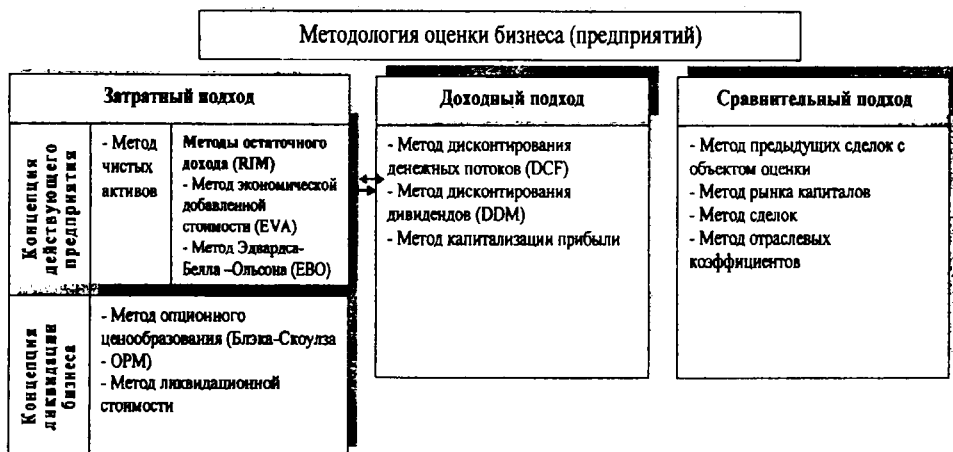 Методология оценки бизнеса (предприятий)
Затратный подход
Концепция
действующего
предприятия
- Метод
чистых
активов
Методы остаточного
дохода (RIM)
- Метод экономической
добавленной
стоимости (EVA)
- Метод Эдвардса-
Белла –Ольсона (EBO)
Концепция
ликвидации
бизнеса
- Метод опционного
ценообразования (Блэка-Скоулза
- OPM)
- Метод ликвидационной
стоимости
Доходный подход
- Метод дисконтирования
денежных потоков (DCF)
- Метод дисконтирования
дивидендов (DDM)
- Метод капитализации прибыли
Сравнительный подход
- Метод предыдущих сделок с
объектом оценки
- Метод рынка капиталов
- Метод сделок
- Метод отраслевых
коэффициентов